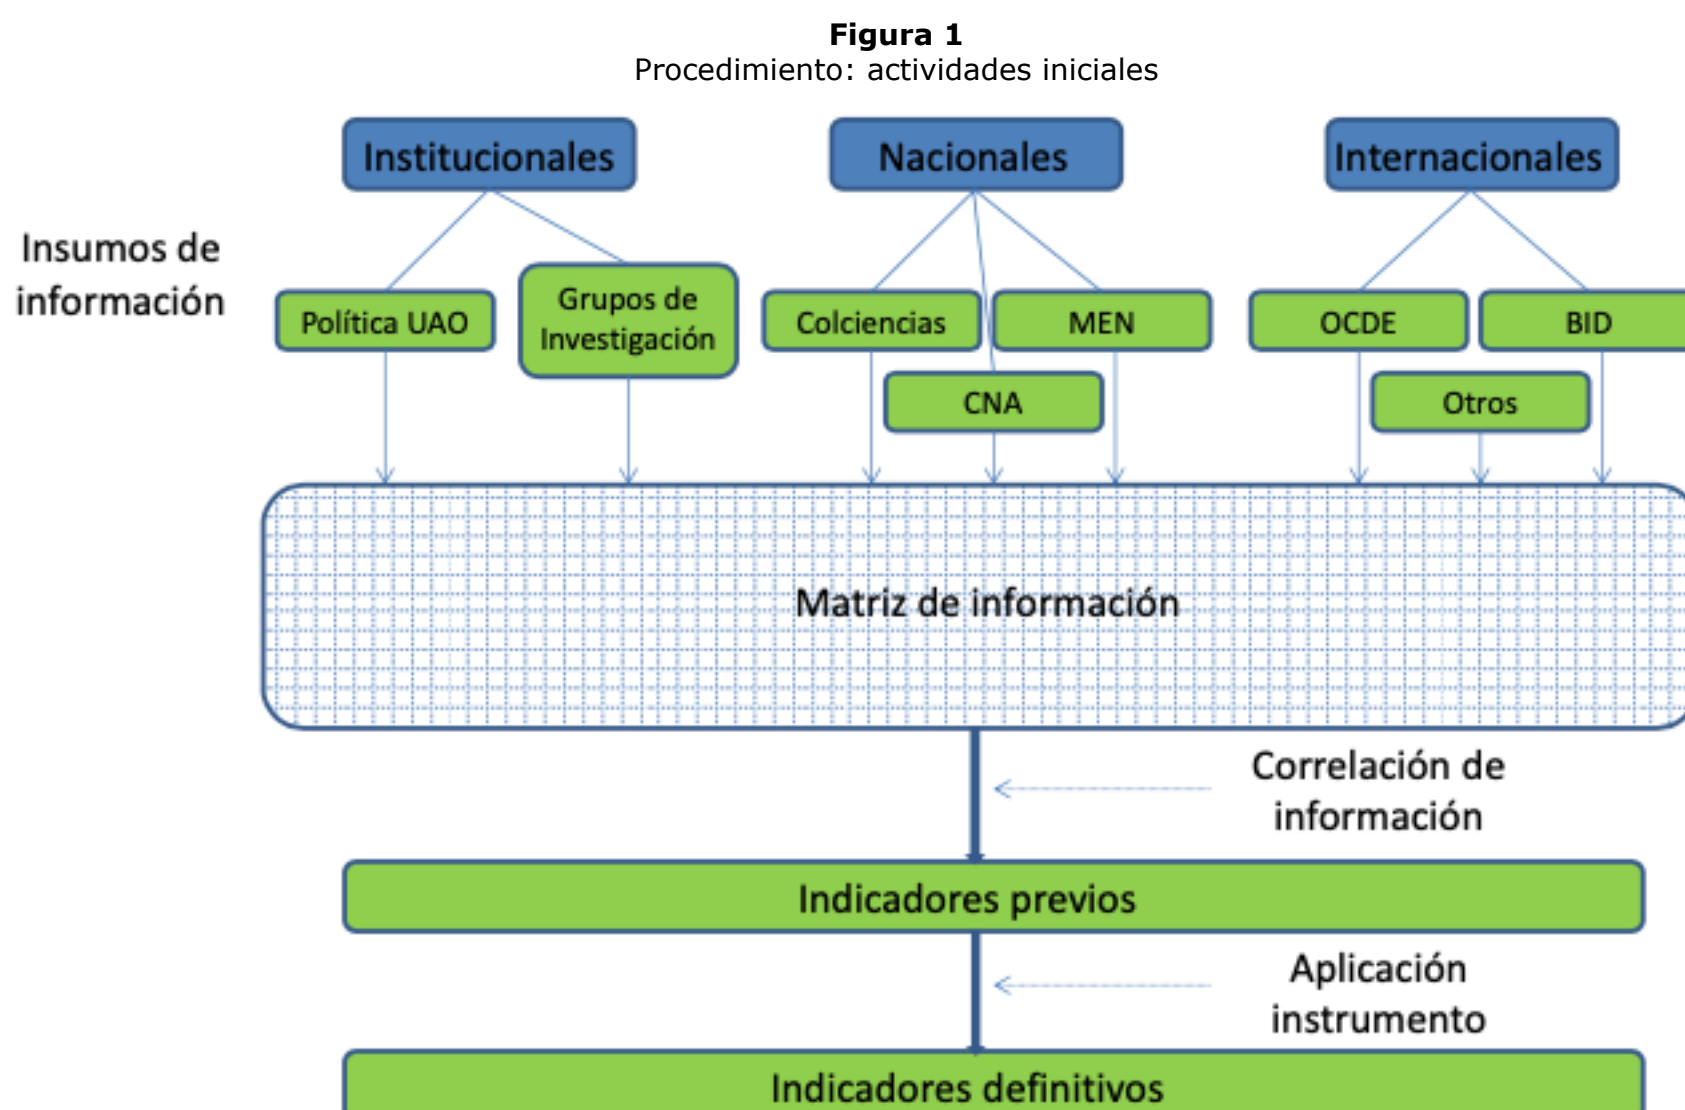 Figura 1
Procedimiento: actividades iniciales
Institucionales
Nacionales
Internacionales
Insumos de
información
Política UAO
Grupos de
Investigación
Colciencias
MEN
CNA
OCDE
BID
Otros
Matriz de información
Correlación de
información
Indicadores previos
Aplicación
instrumento
Indicadores definitivos